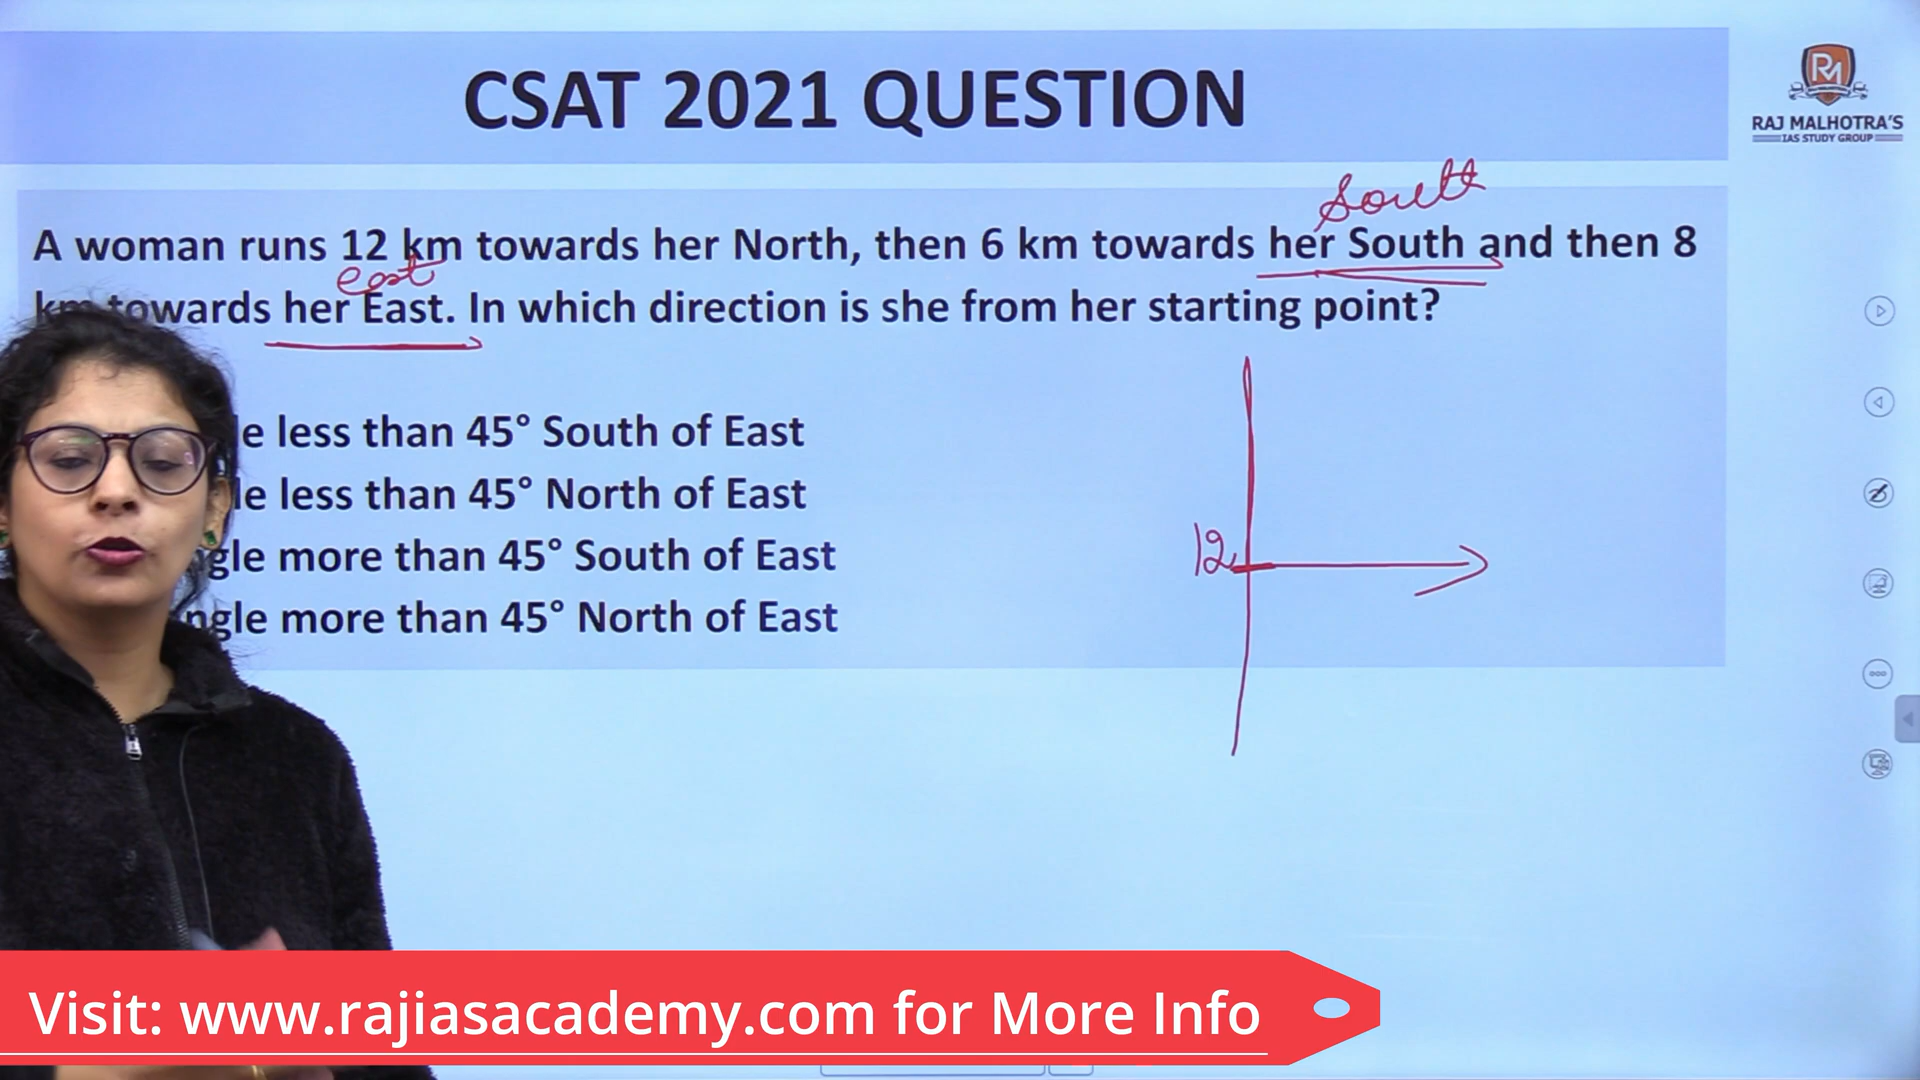 CSAT 2021 QUESTION
RAJ MALHOTRA'S
IAS STUDY GROUP
South
A woman runs 12 km towards her North, then 6 km towards her South and then 8
east
km towards her East. In which direction is she from her starting point?
le less than 45° South of East
le less than 45° North of East
gle more than 45° South of East
ngle more than 45° North of East
12
Visit: www.rajiasacademy.com for More Info